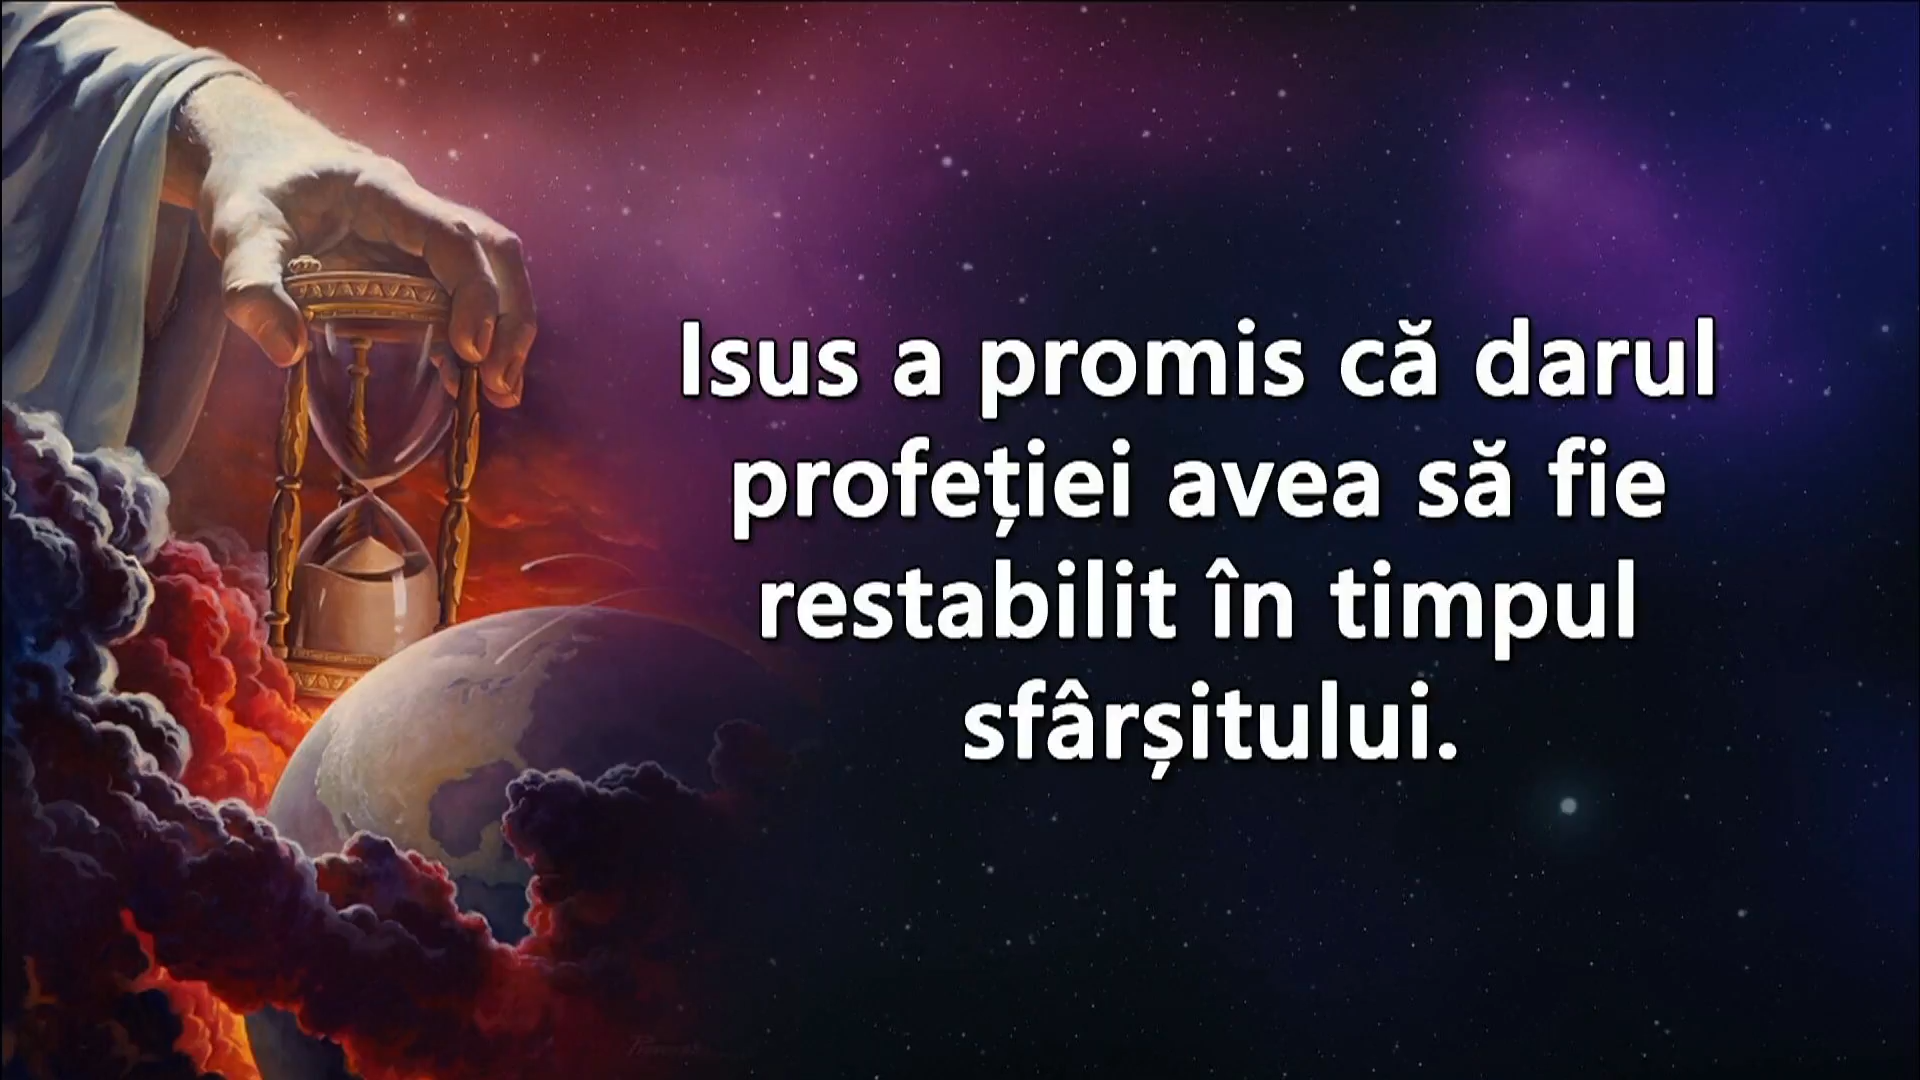 Isus a promis că darul
profeției avea să fie
restabilit în timpul
sfârșitului.